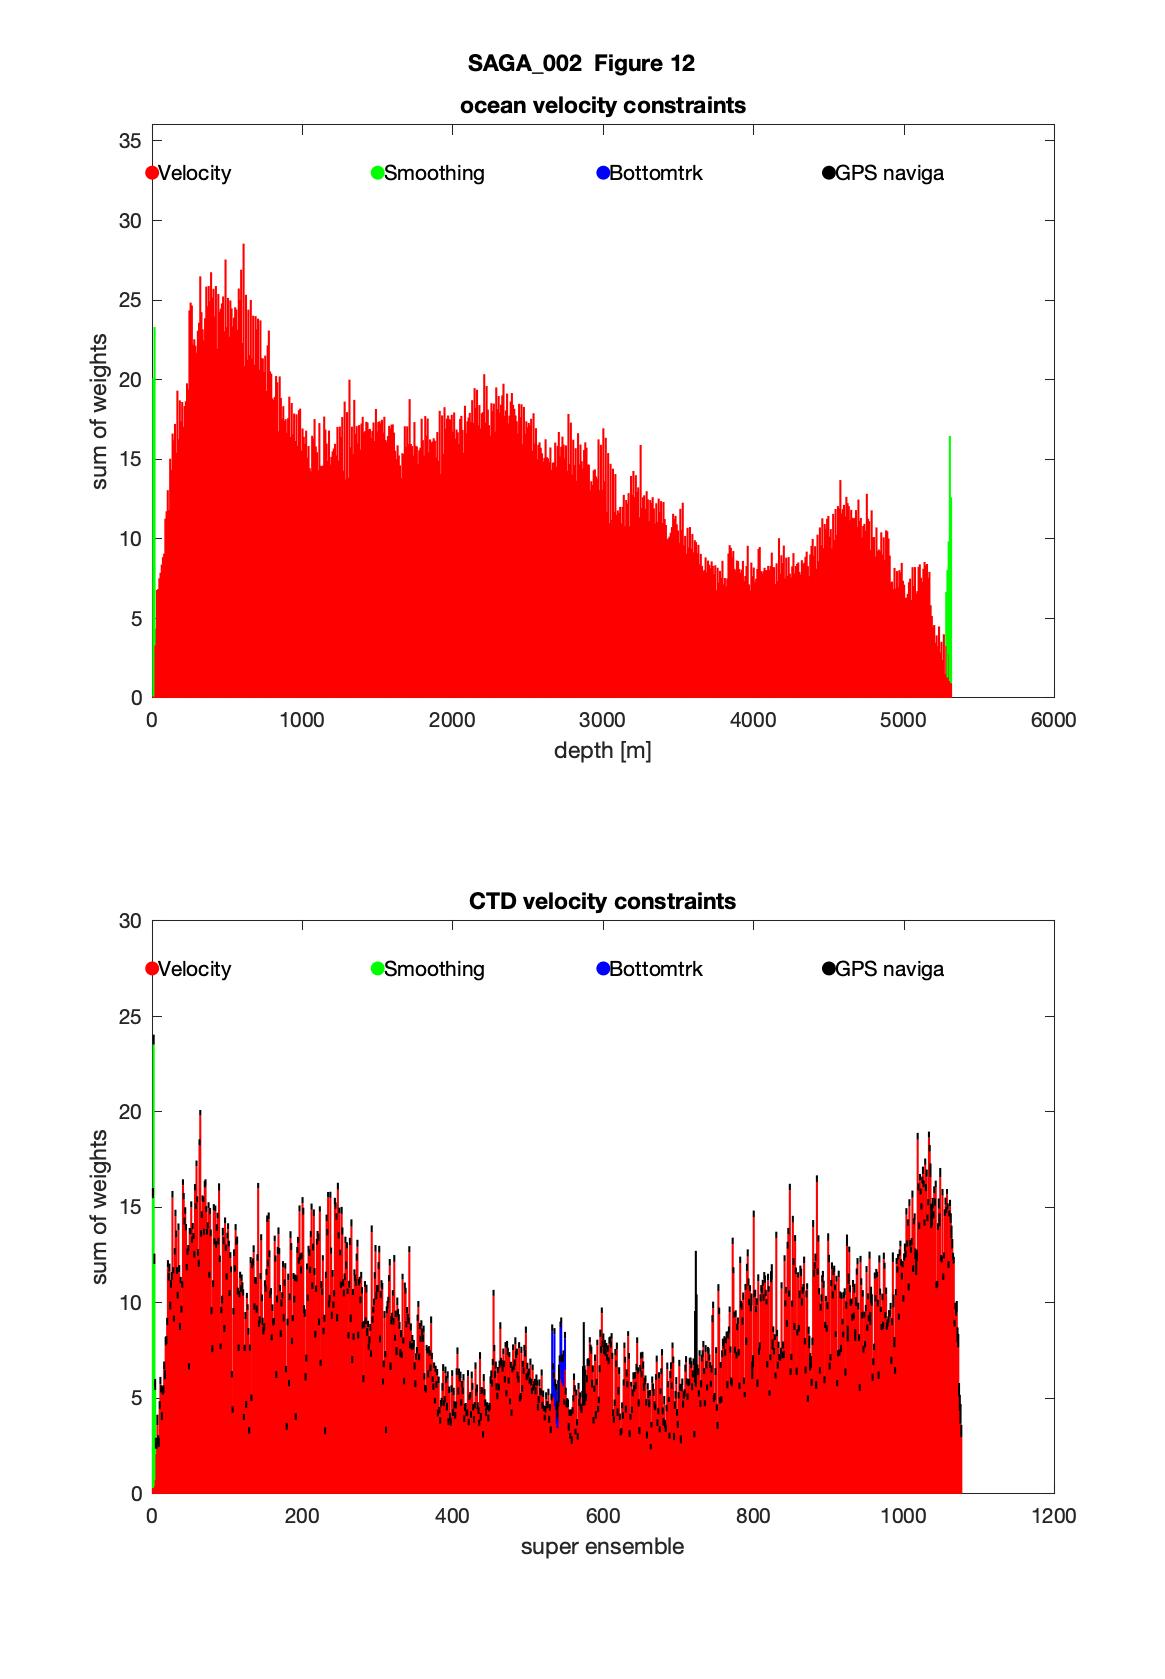 SAGA_002  Figure 12
ocean velocity constraints
35
Velocity Smoothing Bottomtrk GPS naviga
30
25
20
15
10
5
0
sum of weights
0 1000 2000 3000 4000 5000 6000
depth [m]
CTD velocity constraints
30
Velocity Smoothing Bottomtrk GPS naviga
25
20
15
10
5
0
sum of weights
0 200 400 600 800 1000 1200
super ensemble